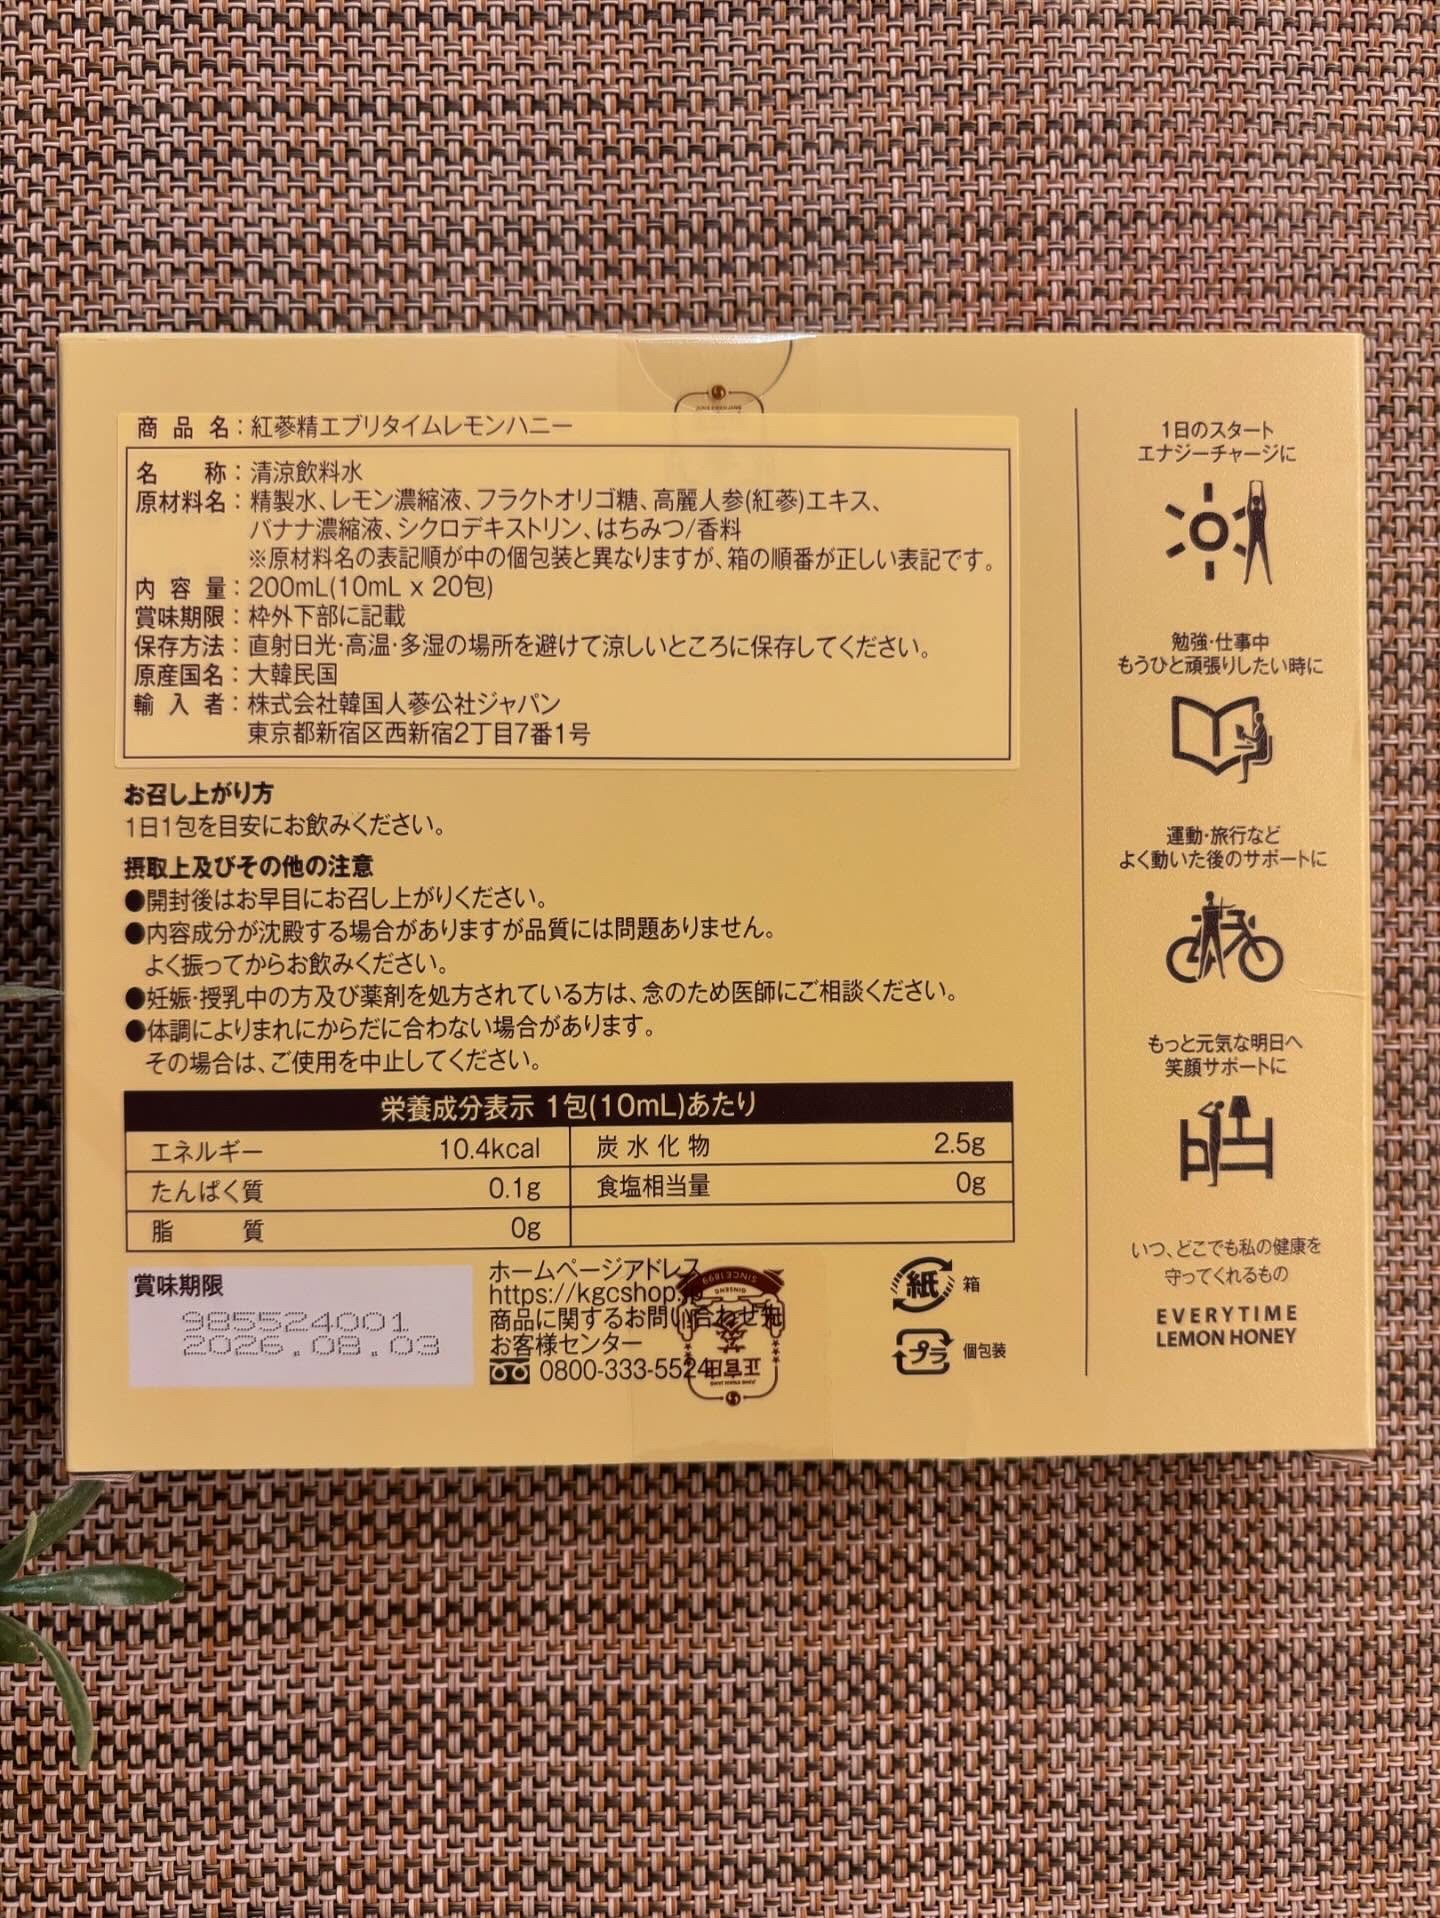 商品名：紅蔘精エブリタイムレモンハニー
名称：清涼飲料水
原材料名：精製水、レモン濃縮液、フラクトオリゴ糖、高麗人参(紅蔘)エキス、
バナナ濃縮液、シクロデキストリン、はちみつ/香料
※原材料名の表記順が中の個包装と異なりますが、箱の順番が正しい表記です。
内容量：200mL(10mL x 20包)
賞味期限：枠外下部に記載
保存方法：直射日光・高温・多湿の場所を避けて涼しいところに保存してください。
原産国名：大韓民国
輸入者：株式会社韓国人蔘公社ジャパン
東京都新宿区西新宿2丁目7番1号
お召し上がり方
1日1包を目安にお飲みください。
摂取上及びその他の注意
●開封後はお早目にお召し上がりください。
●内容成分が沈殿する場合がありますが品質には問題ありません。
よく振ってからお飲みください。
●妊娠・授乳中の方及び薬剤を処方されている方は、念のため医師にご相談ください。
●体調によりまれにからだに合わない場合があります。
その場合は、ご使用を中止してください。
栄養成分表示 1包(10mL)あたり
エネルギー 10.4kcal 炭水化物 2.5g
たんぱく質 0.1g 食塩相当量 0g
脂質 0g
賞味期限
985524001
2026.08.03
ホームページアドレス
https://kgcshop.jp
商品に関するお問い合わせ先
お客様センター
0800-333-5524
SINCE1899
GINSENG
蔘
正官庄
紙 箱
プラ 個包装
1日のスタート
エナジーチャージに
勉強・仕事中
もうひと頑張りしたい時に
運動・旅行など
よく動いた後のサポートに
もっと元気な明日へ
笑顔サポートに
いつ、どこでも私の健康を
守ってくれるもの
EVERYTIME
LEMON HONEY